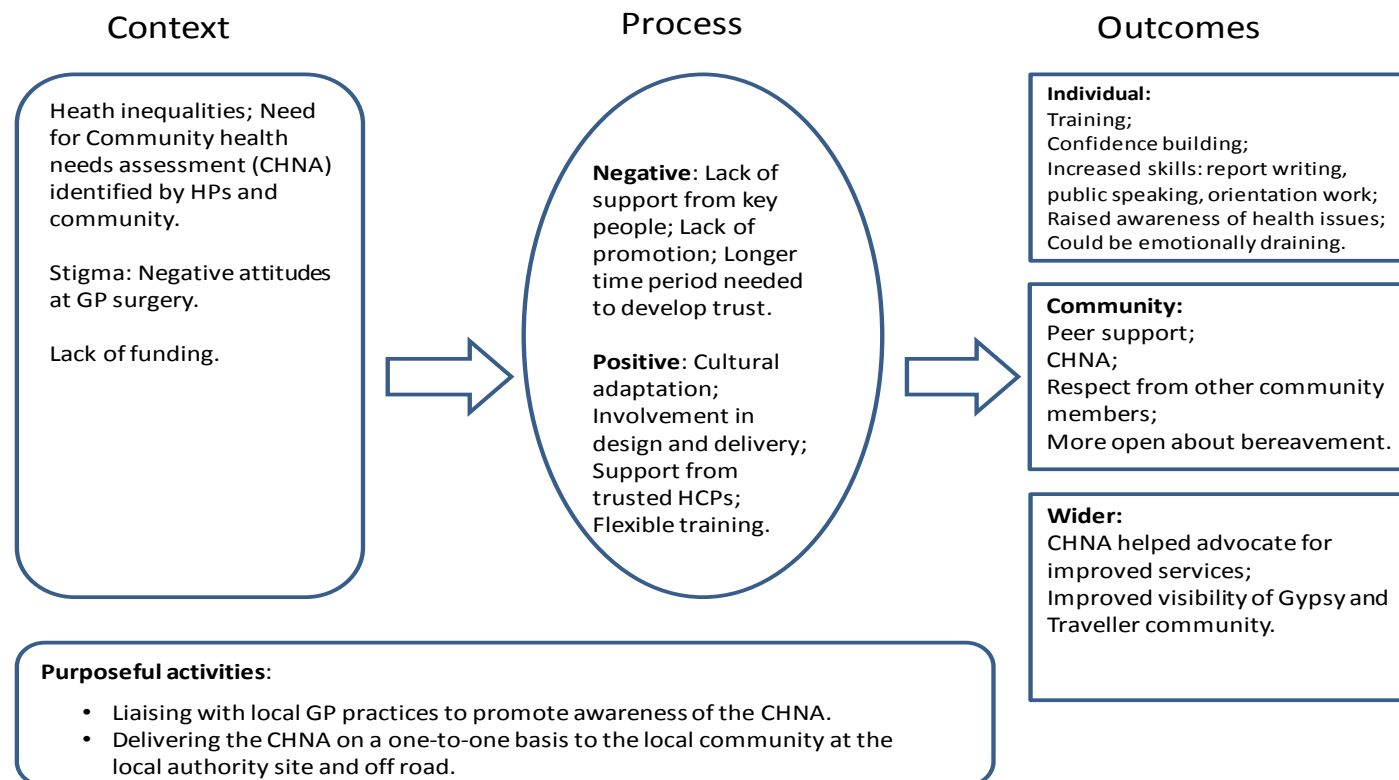 Context
Process
Outcomes
Heath inequalities; Need
for Community health
needs assessment (CHNA)
identified by HPs and
community.
Stigma: Negative attitudes
at GP surgery.
Lack of funding.
Negative: Lack of
support from key
people; Lack of
promotion; Longer
time period needed
to develop trust.
Positive: Cultural
adaptation;
Involvement in
design and delivery;
Support from
trusted HCPs;
Flexible training.
Individual:
Training;
Confidence building;
Increased skills: report writing,
public speaking, orientation work;
Raised awareness of health issues;
Could be emotionally draining.
Community:
Peer support;
CHNA;
Respect from other community
members;
More open about bereavement.
Wider:
CHNA helped advocate for
improved services;
Improved visibility of Gypsy and
Traveller community.
Purposeful activities:
• Liaising with local GP practices to promote awareness of the CHNA.
• Delivering the CHNA on a one-to-one basis to the local community at the
local authority site and off road.